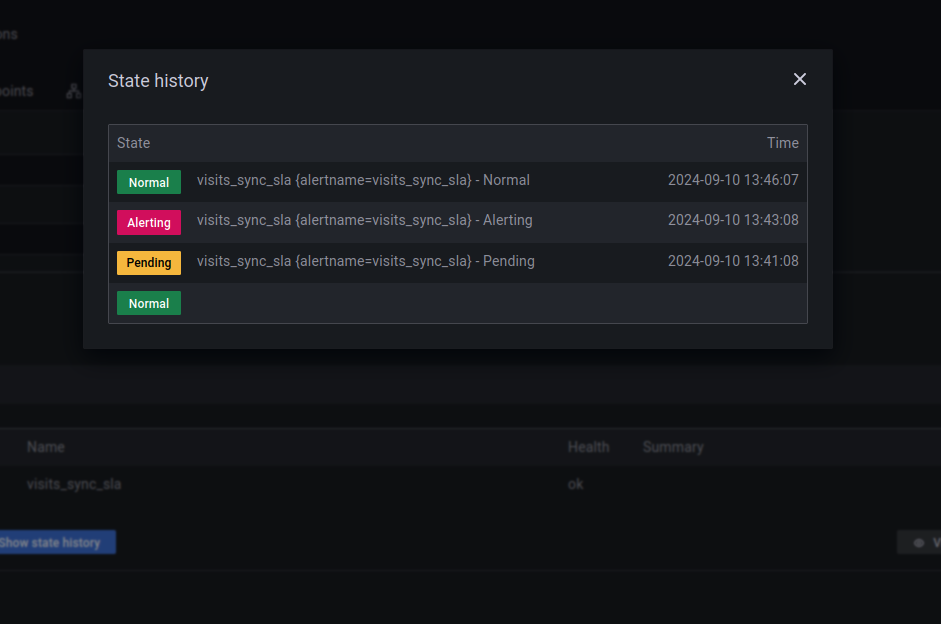 ons
oints
State history
State Time
Normal visits_sync_sla {alertname=visits_sync_sla} - Normal 2024-09-10 13:46:07
Alerting visits_sync_sla {alertname=visits_sync_sla} - Alerting 2024-09-10 13:43:08
Pending visits_sync_sla {alertname=visits_sync_sla} - Pending 2024-09-10 13:41:08
Normal
Name Health Summary
visits_sync_sla ok
Show state history V